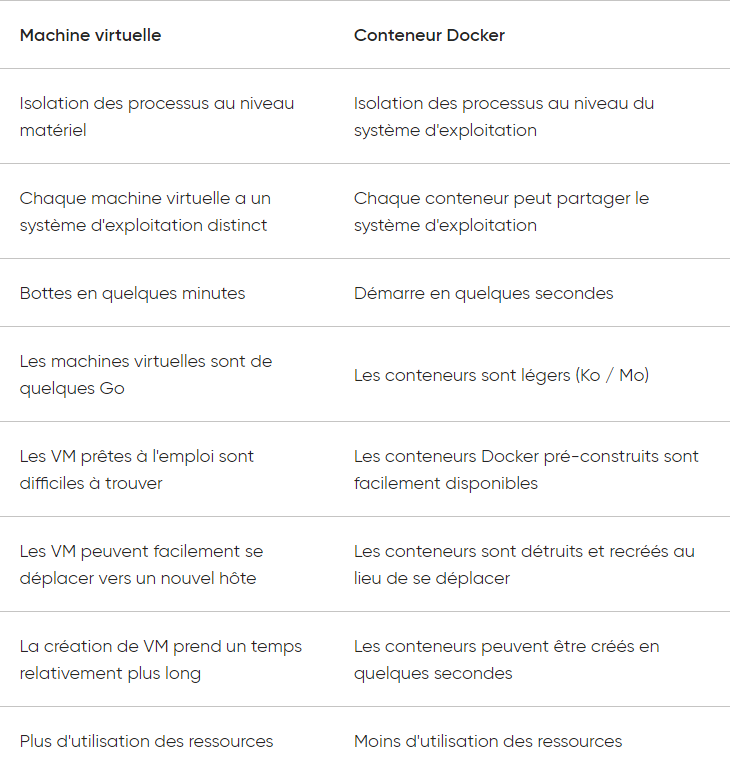 Machine virtuelle
Conteneur Docker
Isolation des processus au niveau
matériel
Isolation des processus au niveau du
système d'exploitation
Chaque machine virtuelle a un
système d'exploitation distinct
Chaque conteneur peut partager le
système d'exploitation
Bottes en quelques minutes
Démarre en quelques secondes
Les machines virtuelles sont de
quelques Go
Les conteneurs sont légers (Ko / Mo)
Les VM prêtes à l'emploi sont
difficiles à trouver
Les conteneurs Docker pré-construits sont
facilement disponibles
Les VM peuvent facilement se
déplacer vers un nouvel hôte
Les conteneurs sont détruits et recréés au
lieu de se déplacer
La création de VM prend un temps
relativement plus long
Les conteneurs peuvent être créés en
quelques secondes
Plus d'utilisation des ressources
Moins d'utilisation des ressources